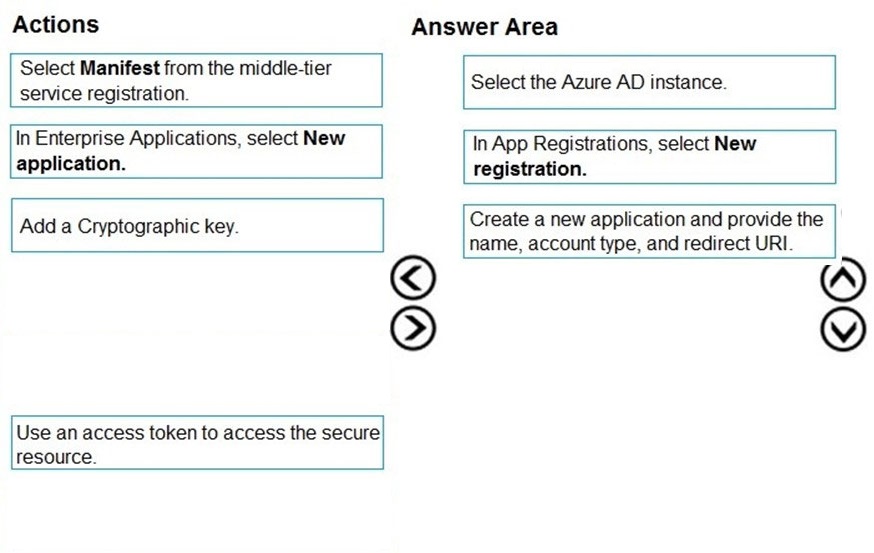 Actions
Answer Area
Select Manifest from the middle-tier
service registration.
In Enterprise Applications, select New
application.
Add a Cryptographic key.
Use an access token to access the secure
resource.
Select the Azure AD instance.
In App Registrations, select New
registration.
Create a new application and provide the
name, account type, and redirect URI.